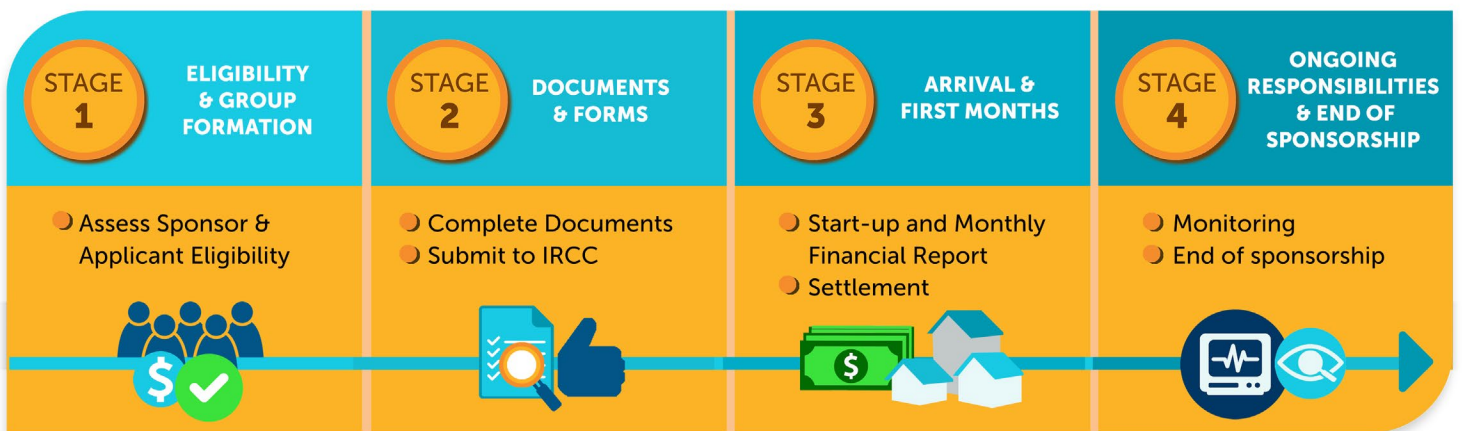 STAGE
1
ELIGIBILITY
& GROUP
FORMATION
Assess Sponsor &
Applicant Eligibility
$
STAGE
2
DOCUMENTS
& FORMS
Complete Documents
Submit to IRCC
STAGE
3
ARRIVAL &
FIRST MONTHS
Start-up and Monthly
Financial Report
Settlement
$
STAGE
4
ONGOING
RESPONSIBILITIES
& END OF
SPONSORSHIP
Monitoring
End of sponsorship